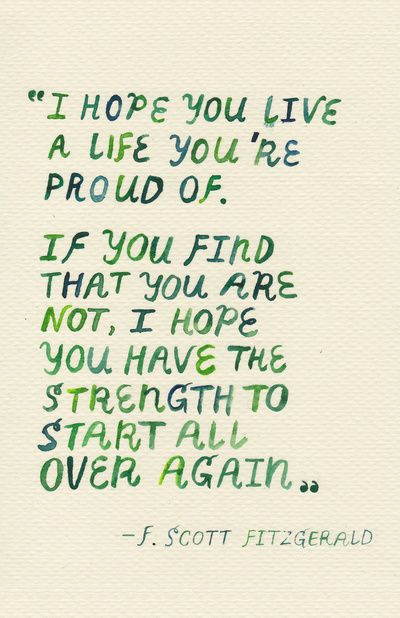 “I HOPE YOU LIVE
A LIFE YOU'RE
PROUD OF.
IF YOU FIND
THAT YOU ARE
NOT, I HOPE
YOU HAVE THE
STRENGTH TO
START ALL
OVER AGAIN„
-F. SCOTT FITZGERALD